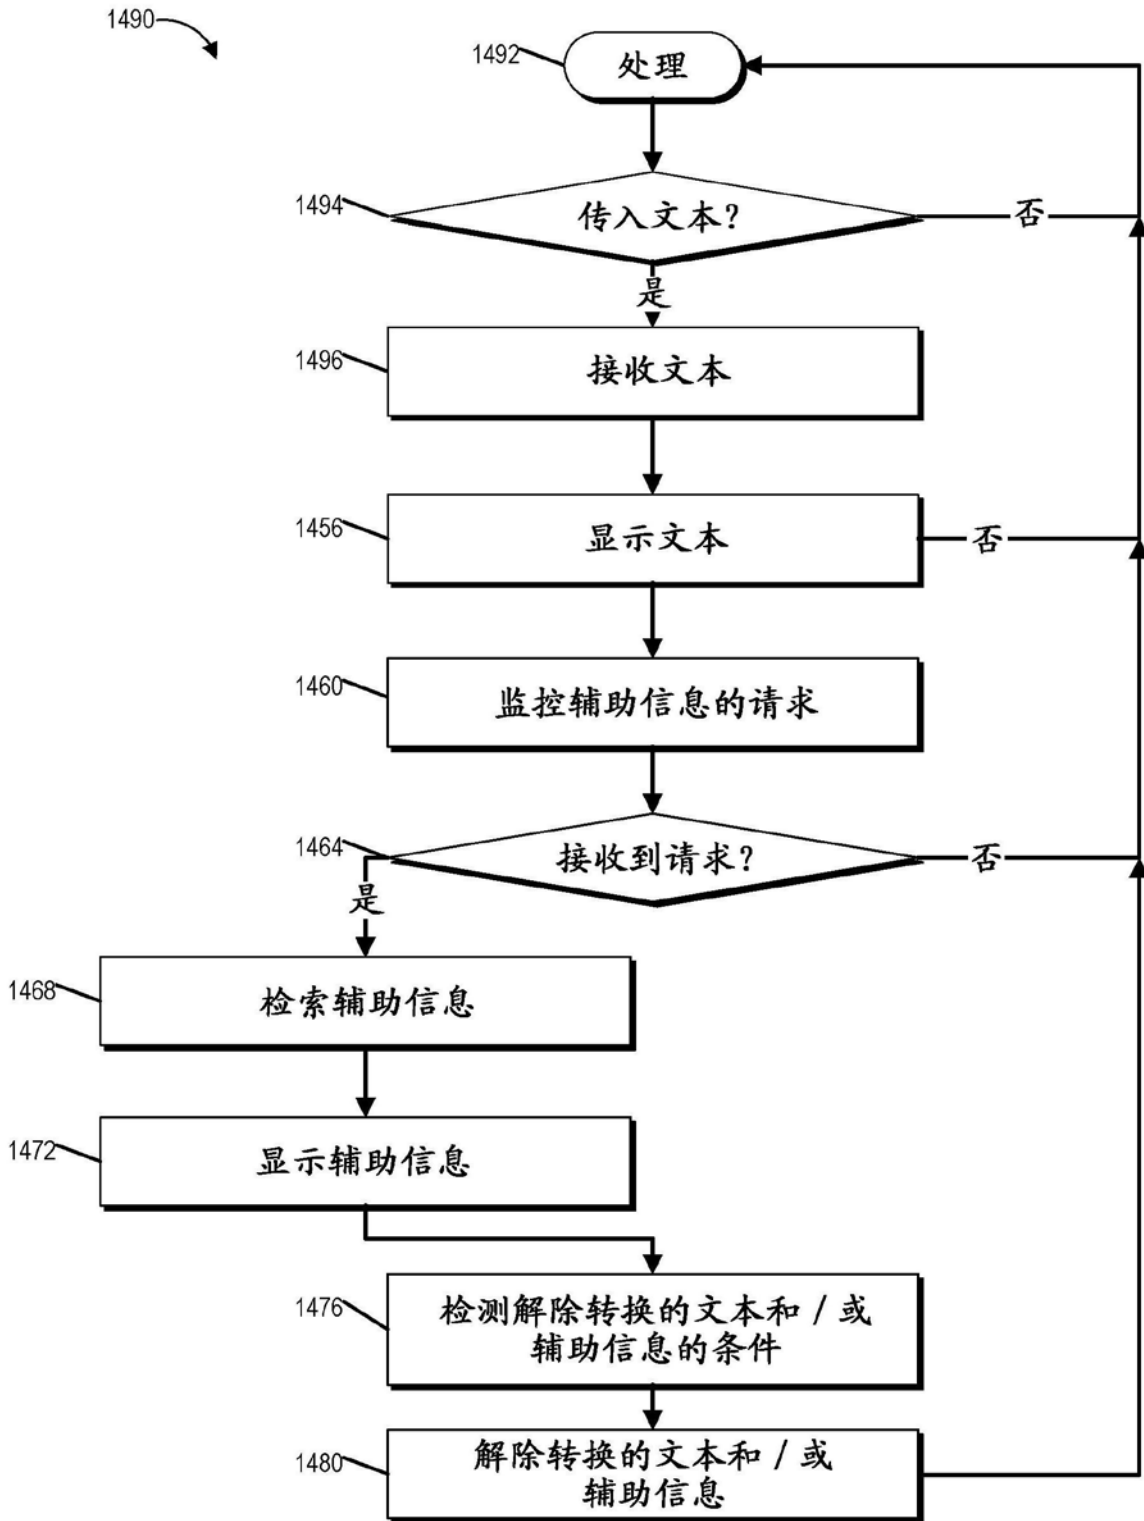 1490
1492
处理
1494
传入文本?
否
是
1496
接收文本
1456
显示文本
否
1460
监控辅助信息的请求
1464
接收到请求?
否
是
1468
检索辅助信息
1472
显示辅助信息
1476
检测解除转换的文本和 / 或
辅助信息的条件
1480
解除转换的文本和 / 或
辅助信息